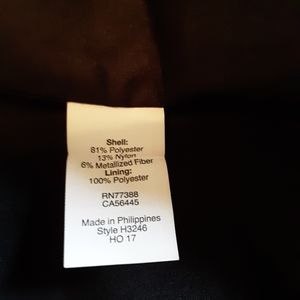 Shell:
81% Polyester
13% Nylon
6% Metallized Fiber
Lining:
100% Polyester
RN77388
CA56445
Made in Philippines
Style H3246
HO 17